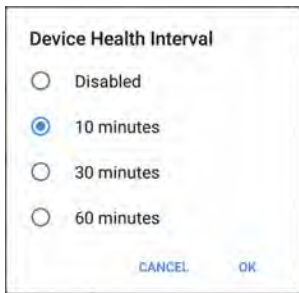 Device Health Interval
Disabled
10 minutes
30 minutes
60 minutes
CANCEL OK